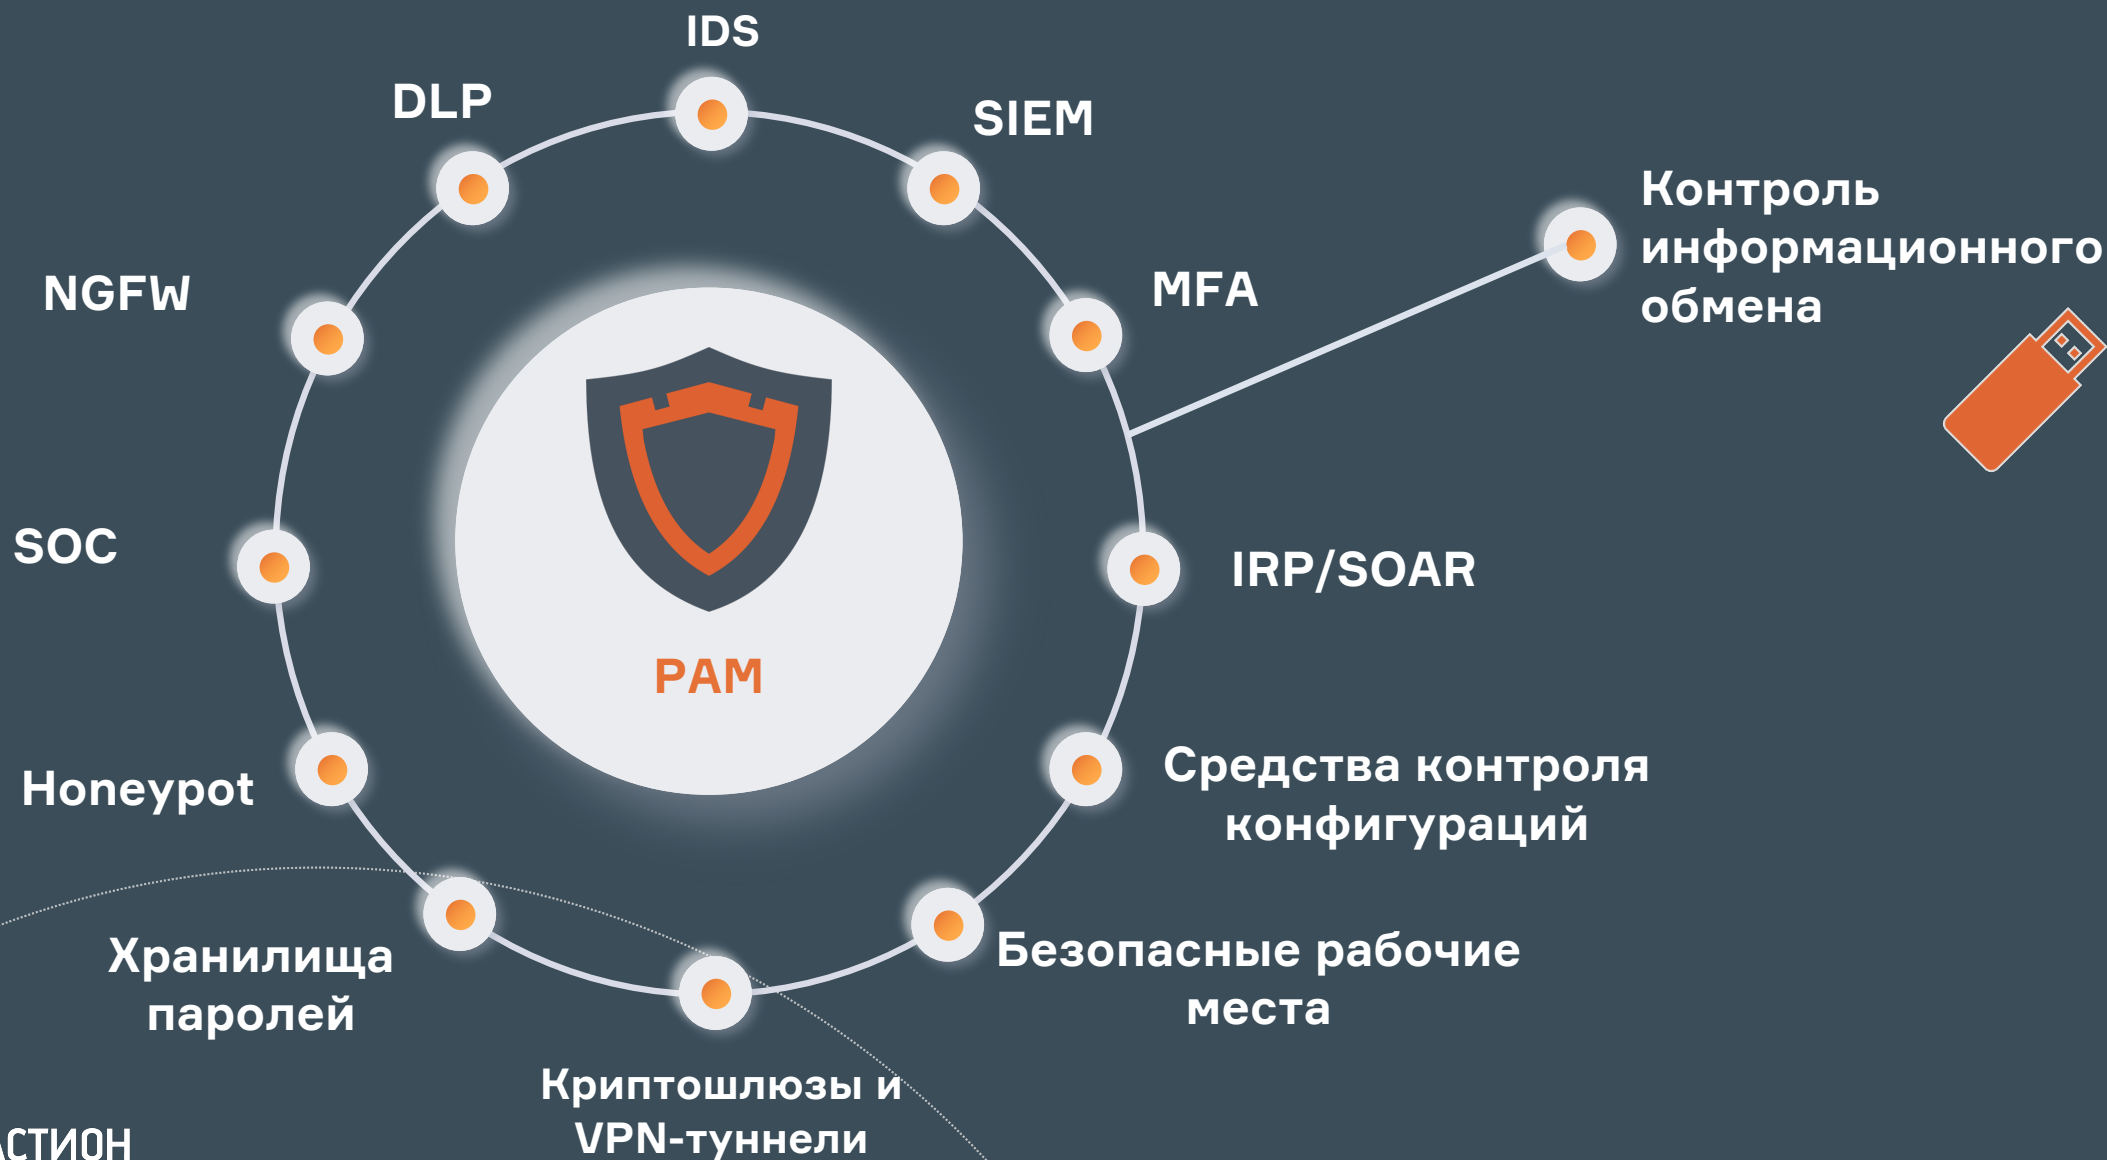 IDS
DLP
SIEM
Контроль
информационного
обмена
NGFW
MFA
SOC
IRP/SOAR
PAM
Honeypot
Средства контроля
конфигураций
Хранилища
паролей
Безопасные рабочие
места
Криптошлюзы и
VPN-туннели
АСТИОН